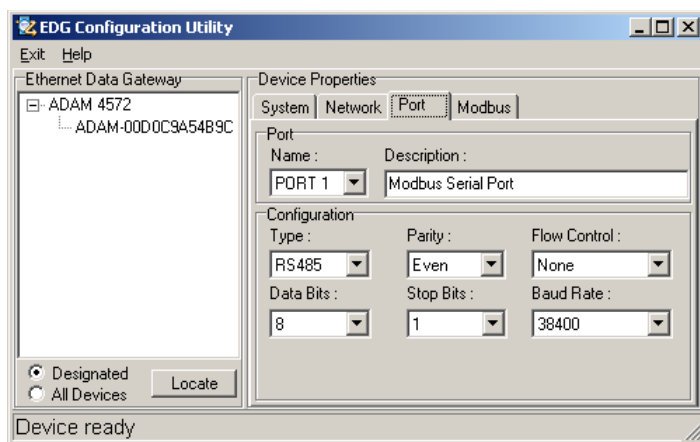 EDG Configuration Utility
Exit Help
Ethernet Data Gateway
ADAM 4572
ADAM-00D0C9A54B9C
Designated
All Devices
Locate
Device Properties
System Network Port Modbus
Port
Name : Description :
PORT 1 Modbus Serial Port
Configuration
Type : Parity : Flow Control :
RS485 Even None
Data Bits : Stop Bits : Baud Rate :
8 1 38400
Device ready